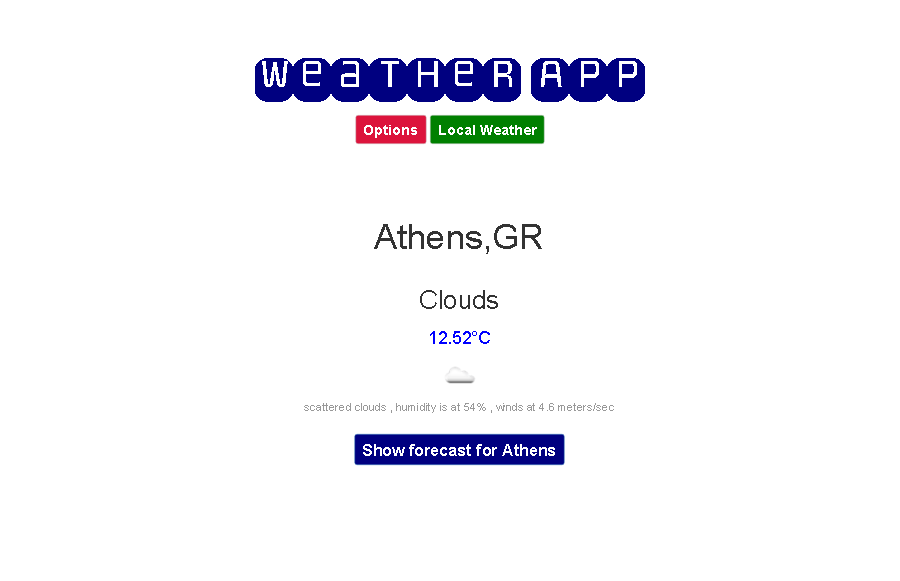 WeaTHeR APP
Options Local Weather
Athens,GR
Clouds
12.52°C
scattered clouds , humidity is at 54% , winds at 4.6 meters/sec
Show forecast for Athens